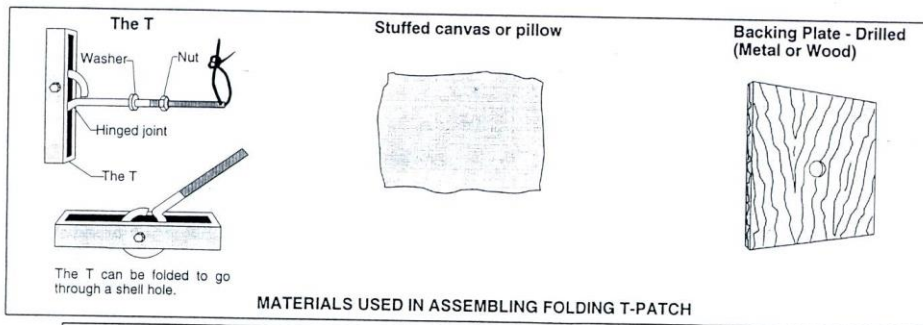 The T
Washer
Nut
Hinged joint
The T
The T can be folded to go
through a shell hole.
Stuffed canvas or pillow
Backing Plate - Drilled
(Metal or Wood)
MATERIALS USED IN ASSEMBLING FOLDING T-PATCH